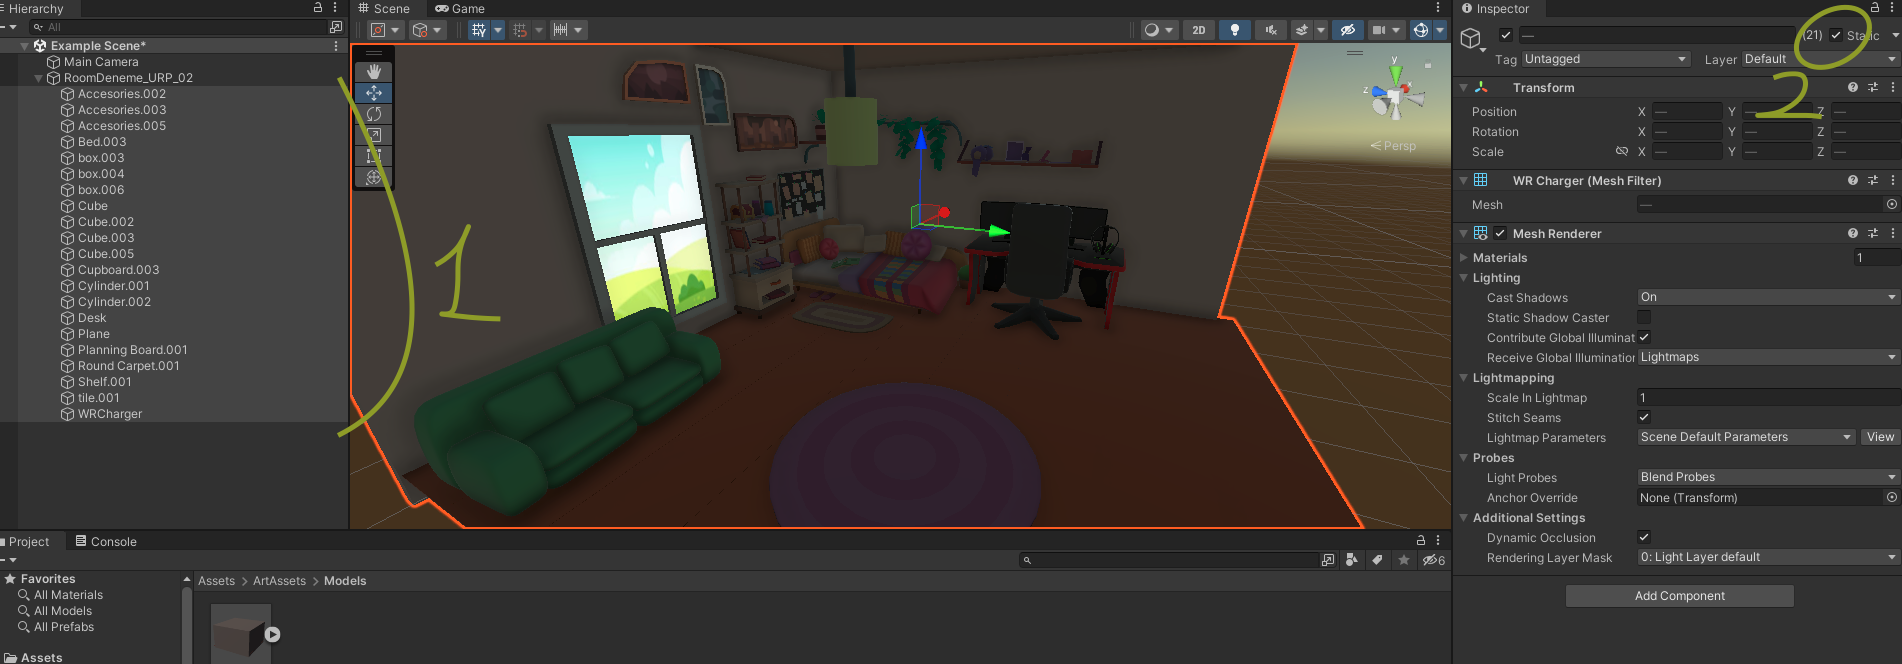 Hierarchy
All
Example Scene*
Main Camera
RoomDeneme_URP_02
Accesories.002
Accesories.003
Accesories.005
Bed.003
box.003
box.004
box.006
Cube
Cube.002
Cube.003
Cube.005
Cupboard.003
Cylinder.001
Cylinder.002
Desk
Plane
Planning Board.001
Round Carpet.001
Shelf.001
tile.001
WRCharger
1
Scene Game
2D
y
x
z
Persp
Project Console
6
Favorites
All Materials
All Models
All Prefabs
Assets
Assets > ArtAssets > Models
Inspector
— (21) Static
Tag Untagged Layer Default
2
Transform
Position X — Y — Z —
Rotation X — Y — Z —
Scale X — Y — Z —
WR Charger (Mesh Filter)
Mesh —
Mesh Renderer
Materials 1
Lighting
Cast Shadows On
Static Shadow Caster
Contribute Global Illuminat
Receive Global Illumination Lightmaps
Lightmapping
Scale In Lightmap 1
Stitch Seams
Lightmap Parameters Scene Default Parameters View
Probes
Light Probes Blend Probes
Anchor Override None (Transform)
Additional Settings
Dynamic Occlusion
Rendering Layer Mask 0: Light Layer default
Add Component